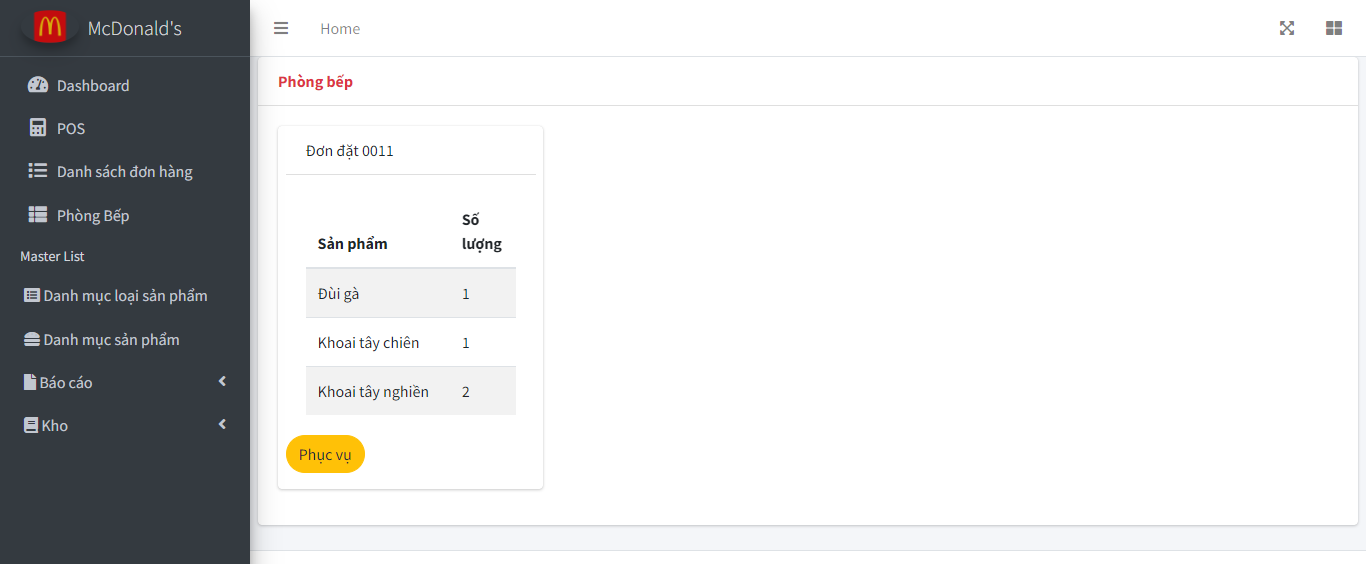 McDonald's
Home
Dashboard
POS
Danh sách đơn hàng
Phòng Bếp
Master List
Danh mục loại sản phẩm
Danh mục sản phẩm
Báo cáo
Kho
Phòng bếp
Đơn đặt 0011
Sản phẩm Số lượng
Đùi gà 1
Khoai tây chiên 1
Khoai tây nghiền 2
Phục vụ